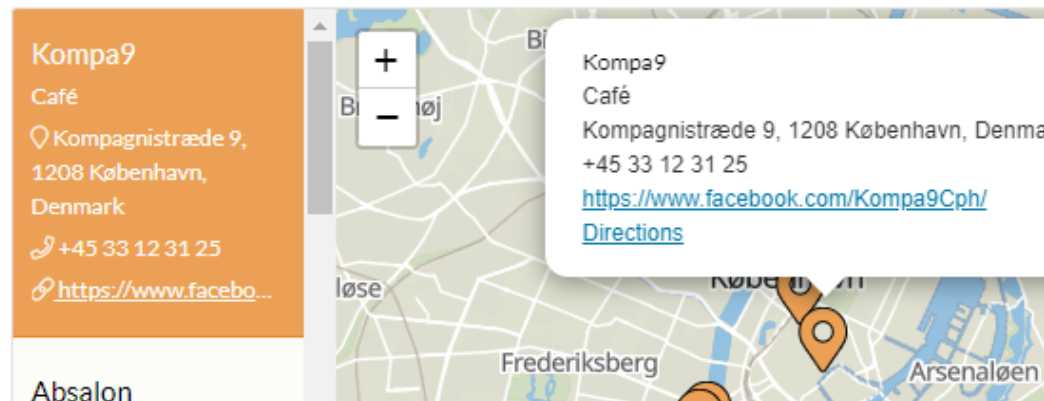 Kompa9
Café
Kompagnistræde 9,
1208 København,
Denmark
+45 33 12 31 25
https://www.facebo...
Absalon
+
−
Kompa9
Café
Kompagnistræde 9, 1208 København, Denma
+45 33 12 31 25
https://www.facebook.com/Kompa9Cph/
Directions
Frederiksberg
Arsenaløen